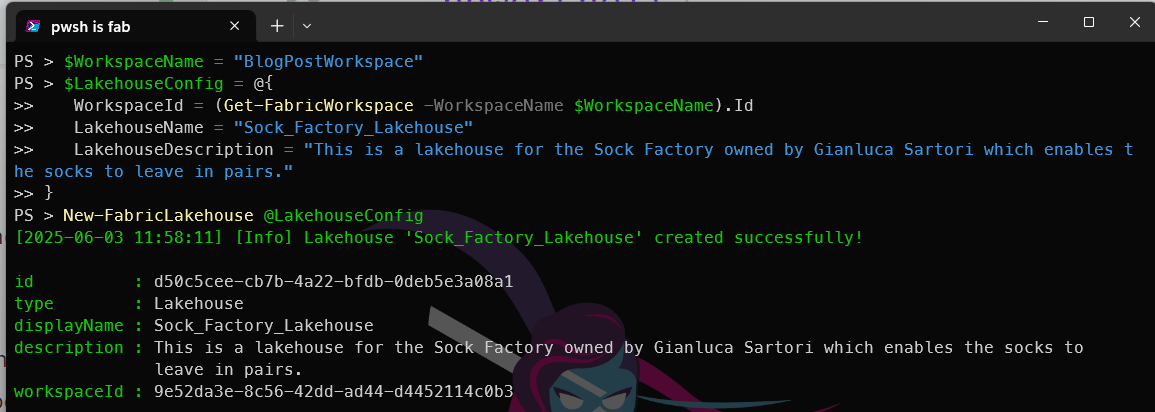 pwsh is fab
PS > $WorkspaceName = "BlogPostWorkspace"
PS > $LakehouseConfig = @{
>>    WorkspaceId = (Get-FabricWorkspace -WorkspaceName $WorkspaceName).Id
>>    LakehouseName = "Sock_Factory_Lakehouse"
>>    LakehouseDescription = "This is a lakehouse for the Sock Factory owned by Gianluca Sartori which enables t
he socks to leave in pairs."
>> }
PS > New-FabricLakehouse @LakehouseConfig
[2025-06-03 11:58:11] [Info] Lakehouse 'Sock_Factory_Lakehouse' created successfully!
id          : d50c5cee-cb7b-4a22-bfdb-0deb5e3a08a1
type        : Lakehouse
displayName : Sock_Factory_Lakehouse
description : This is a lakehouse for the Sock Factory owned by Gianluca Sartori which enables the socks to
              leave in pairs.
workspaceId : 9e52da3e-8c56-42dd-ad44-d4452114c0b3